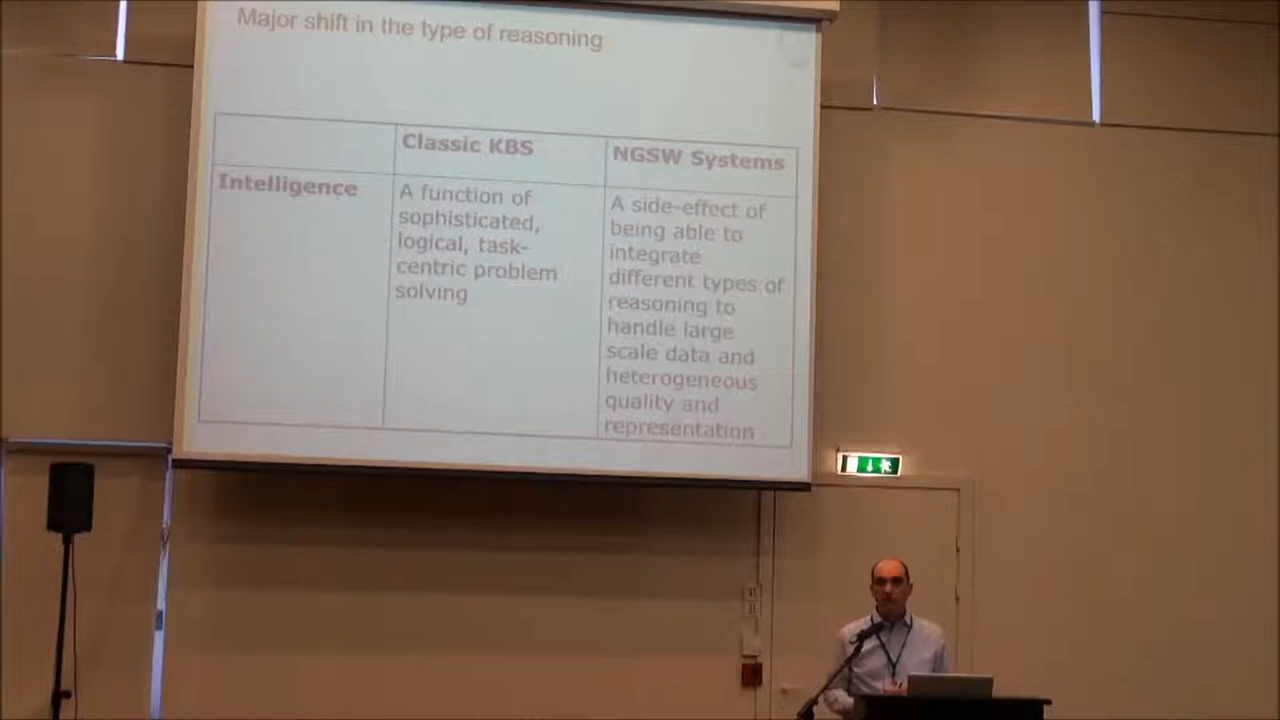 Major shift in the type of reasoning
Classic KBS
NGSW Systems
Intelligence
A function of
sophisticated,
logical, task-
centric problem
solving
A side-effect of
being able to
integrate
different types of
reasoning to
handle large
scale data and
heterogeneous
quality and
representation